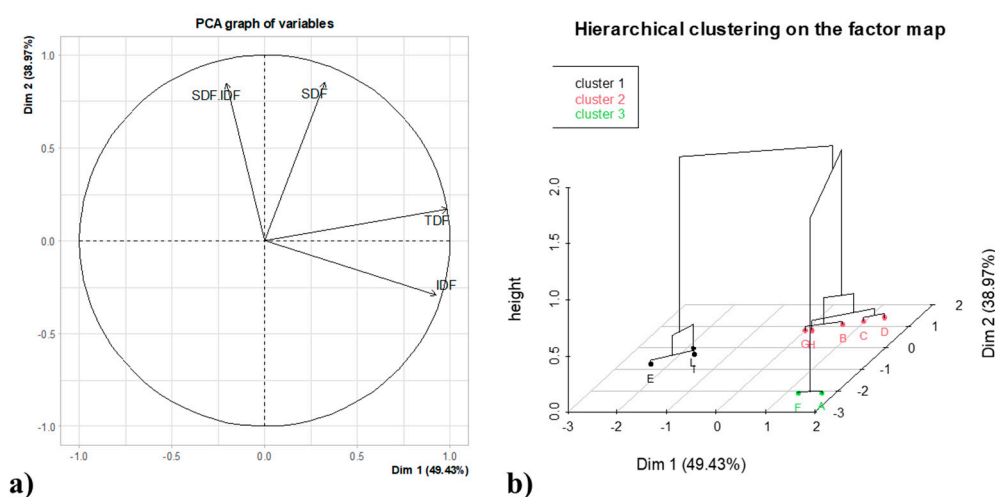 PCA graph of variables
Dim 2 (38.97%)
1.0
0.5
0.0
-0.5
-1.0
SDF.IDF
SDF
TDF
IDF
-1.0 -0.5 0.0 0.5 1.0
Dim 1 (49.43%)
a)
Hierarchical clustering on the factor map
cluster 1
cluster 2
cluster 3
height
2.0
1.5
1.0
0.5
0.0
E
G
B
C
D
F
A
2
1
0
-1
-2
-3
Dim 2 (38.97%)
-3 -2 -1 0 1 2
Dim 1 (49.43%)
b)